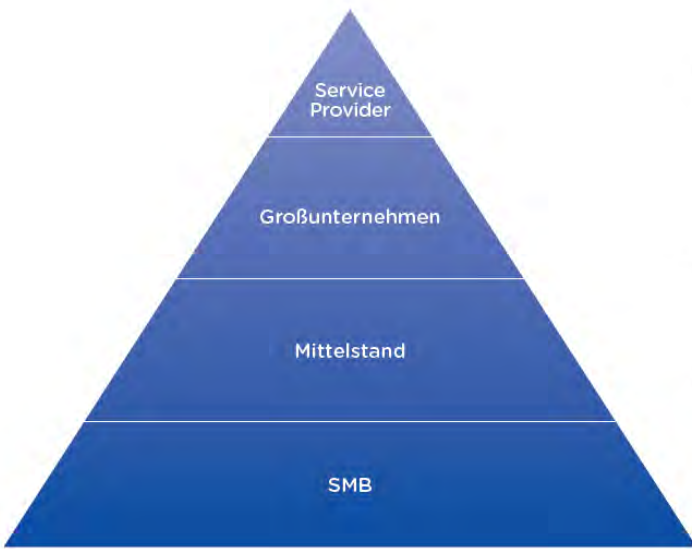 Service
Provider
Großunternehmen
Mittelstand
SMB